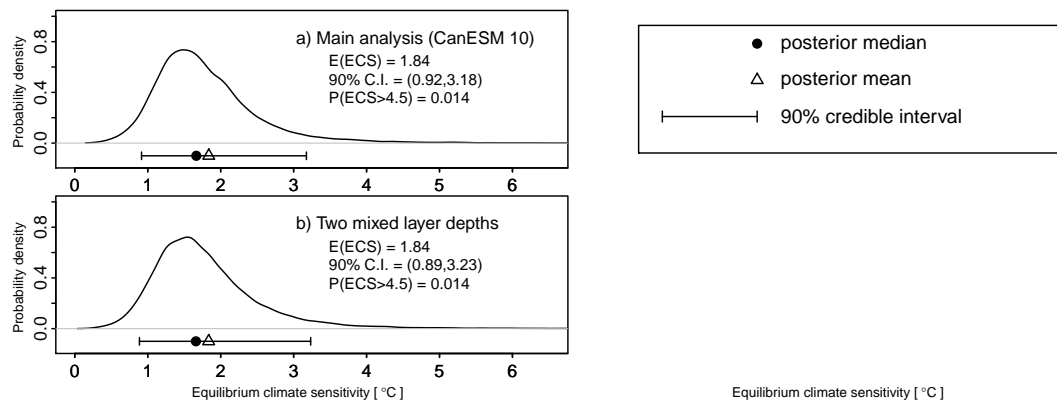 a) Main analysis (CanESM 10)
E(ECS) = 1.84
90% C.I. = (0.92,3.18)
P(ECS>4.5) = 0.014
Probability density
0.0 0.4 0.8
0 1 2 3 4 5 6
b) Two mixed layer depths
E(ECS) = 1.84
90% C.I. = (0.89,3.23)
P(ECS>4.5) = 0.014
Probability density
0.0 0.4 0.8
0 1 2 3 4 5 6
Equilibrium climate sensitivity [ °C ]
posterior median
posterior mean
90% credible interval
Equilibrium climate sensitivity [ °C ]